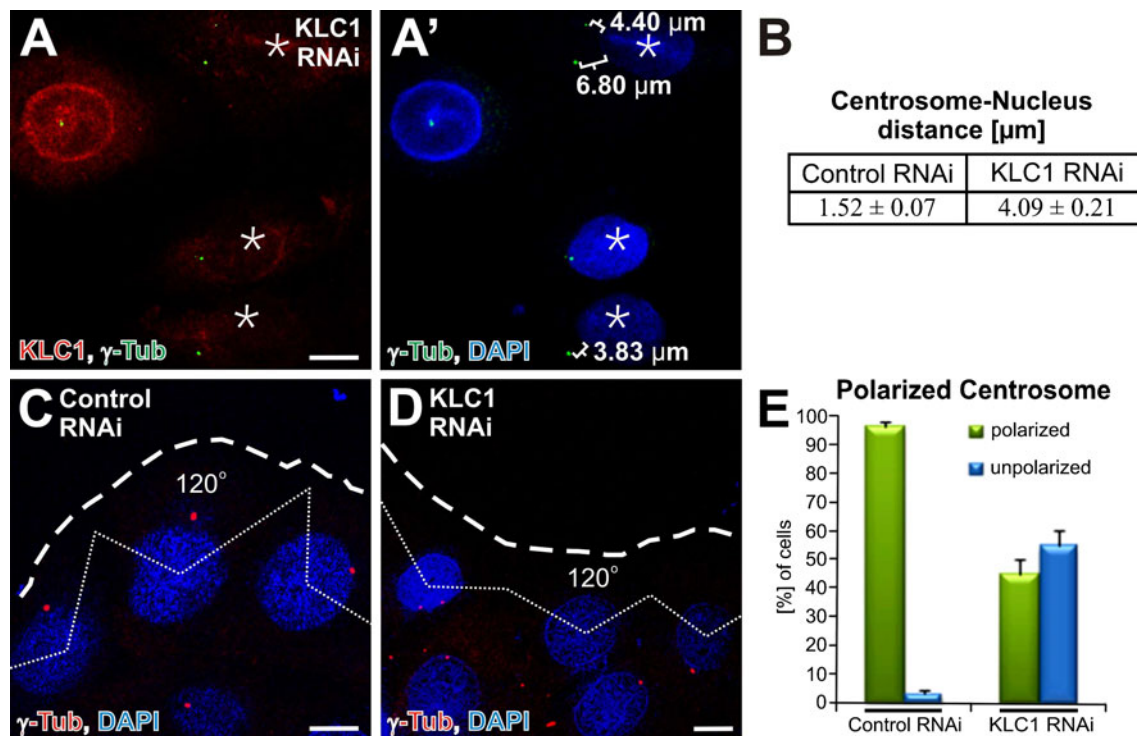 A
* KLC1
RNAi
*
*
KLC1, γ-Tub
A'
4.40 µm
*
6.80 µm
*
*
3.83 µm
γ-Tub, DAPI
B
Centrosome-Nucleus
distance [µm]
Control RNAi KLC1 RNAi
1.52 ± 0.07 4.09 ± 0.21
C Control
RNAi
120°
γ-Tub, DAPI
D KLC1
RNAi
120°
γ-Tub, DAPI
E
Polarized Centrosome
polarized
unpolarized
[%] of cells
100
90
80
70
60
50
40
30
20
10
0
Control RNAi KLC1 RNAi